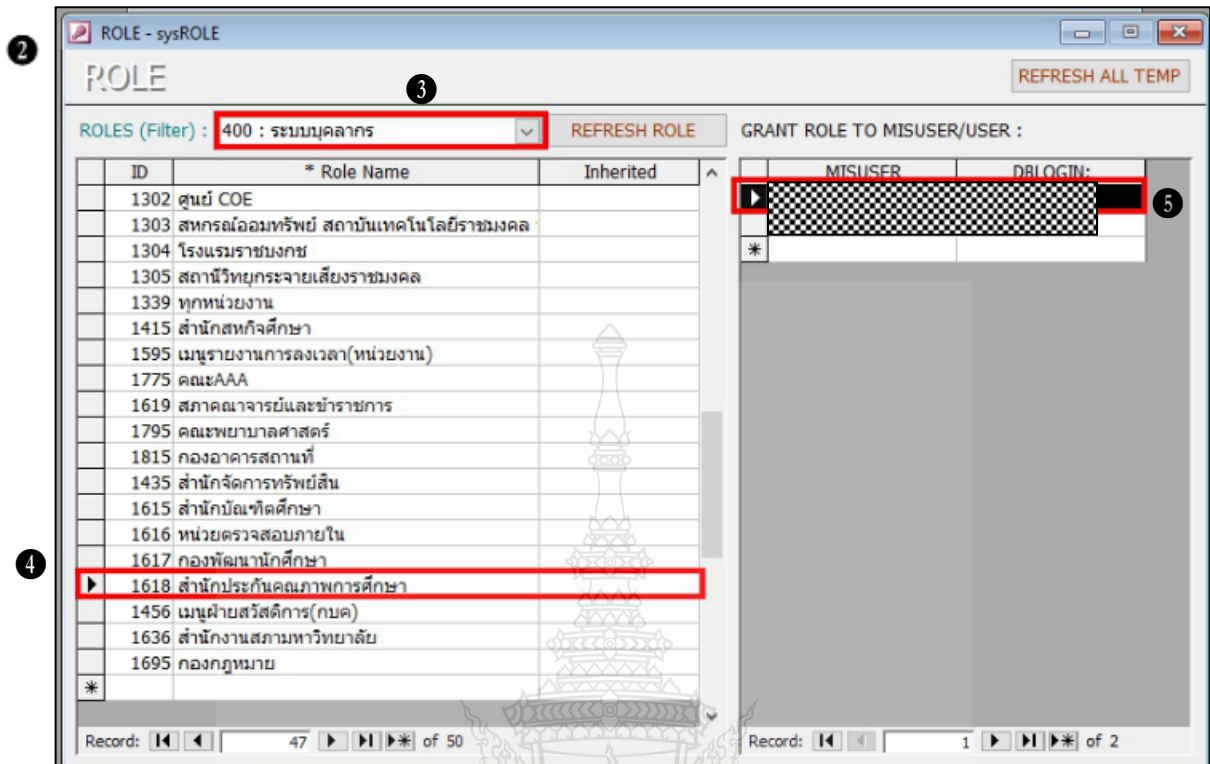 ❷
ROLE - sysROLE
ROLE
REFRESH ALL TEMP
❸
ROLES (Filter) : 400 : ระบบบุคลากร REFRESH ROLE GRANT ROLE TO MISUSER/USER :
ID * Role Name Inherited MISUSER DBLOGIN:
1302 ศูนย์ COE
1303 สหกรณ์ออมทรัพย์ สถาบันเทคโนโลยีราชมงคล
1304 โรงแรมราชบงกช
1305 สถานีวิทยุกระจายเสียงราชมงคล
1339 ทุกหน่วยงาน
1415 สำนักสหกิจศึกษา
1595 เมนูรายงานการลงเวลา(หน่วยงาน)
1775 คณะAAA
1619 สภาคณาจารย์และข้าราชการ
1795 คณะพยาบาลศาสตร์
1815 กองอาคารสถานที่
1435 สำนักจัดการทรัพย์สิน
1615 สำนักบัณฑิตศึกษา
1616 หน่วยตรวจสอบภายใน
1617 กองพัฒนานักศึกษา
1618 สำนักประกันคุณภาพการศึกษา
1456 เมนูฝ่ายสวัสดิการ(กบค)
1636 สำนักงานสภามหาวิทยาลัย
1695 กองกฎหมาย
❹
❺
Record: 47 of 50
Record: 1 of 2